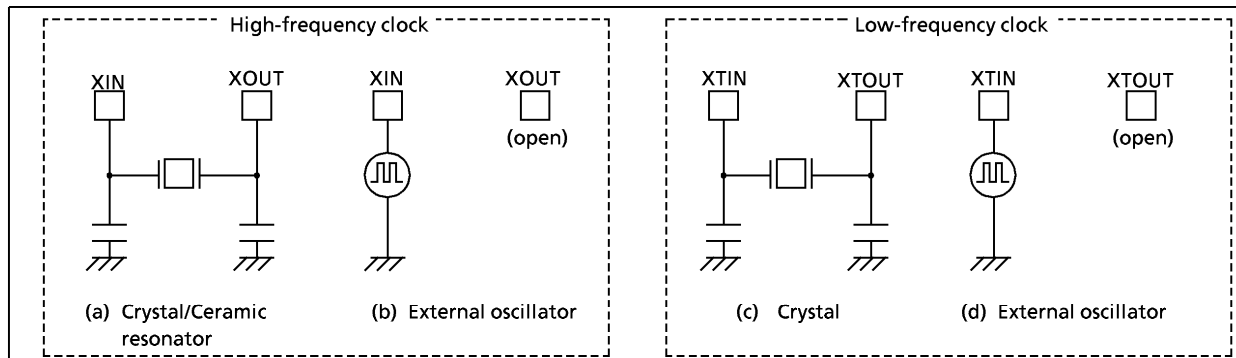 High-frequency clock
XIN
XOUT
XIN
XOUT
(open)
(a) Crystal/Ceramic
resonator
(b) External oscillator
Low-frequency clock
XTIN
XTOUT
XTIN
XTOUT
(open)
(c) Crystal
(d) External oscillator